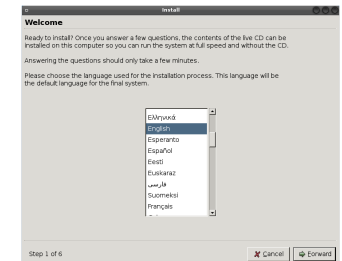 Install
Welcome
Ready to install? Once you answer a few questions, the contents of the live CD can be
installed on this computer so you can run the system at full speed and without the CD.
Answering the questions should only take a few minutes.
Please choose the language used for the installation process. This language will be
the default language for the final system.
Ελληνικά
English
Esperanto
Español
Eesti
Euskaraz
فارسی
Suomeksi
Français
Step 1 of 6
Cancel
Forward